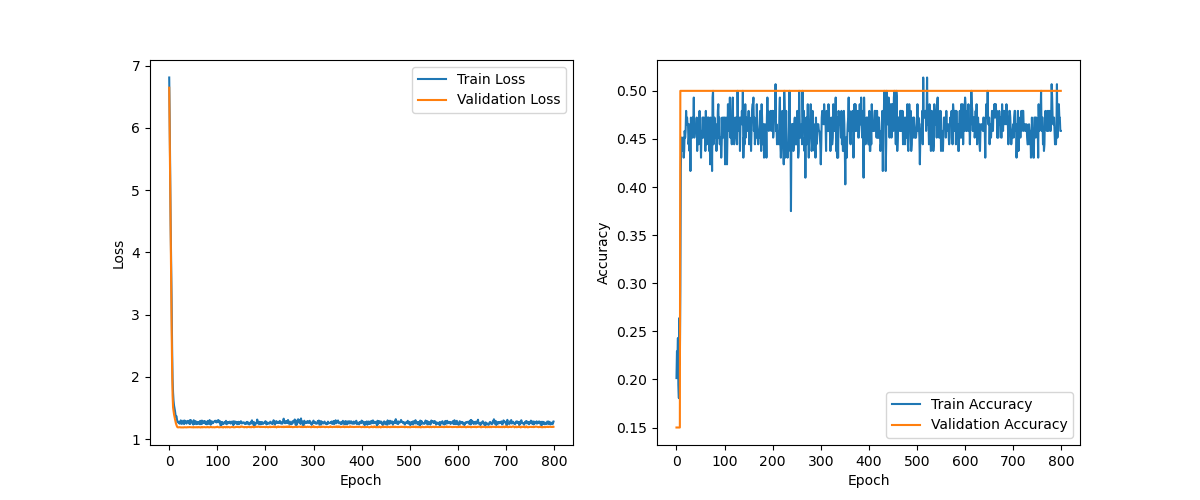 7
6
5
4
3
2
1
Loss
0 100 200 300 400 500 600 700 800
Epoch
Train Loss
Validation Loss
0.50
0.45
0.40
0.35
0.30
0.25
0.20
0.15
Accuracy
0 100 200 300 400 500 600 700 800
Epoch
Train Accuracy
Validation Accuracy